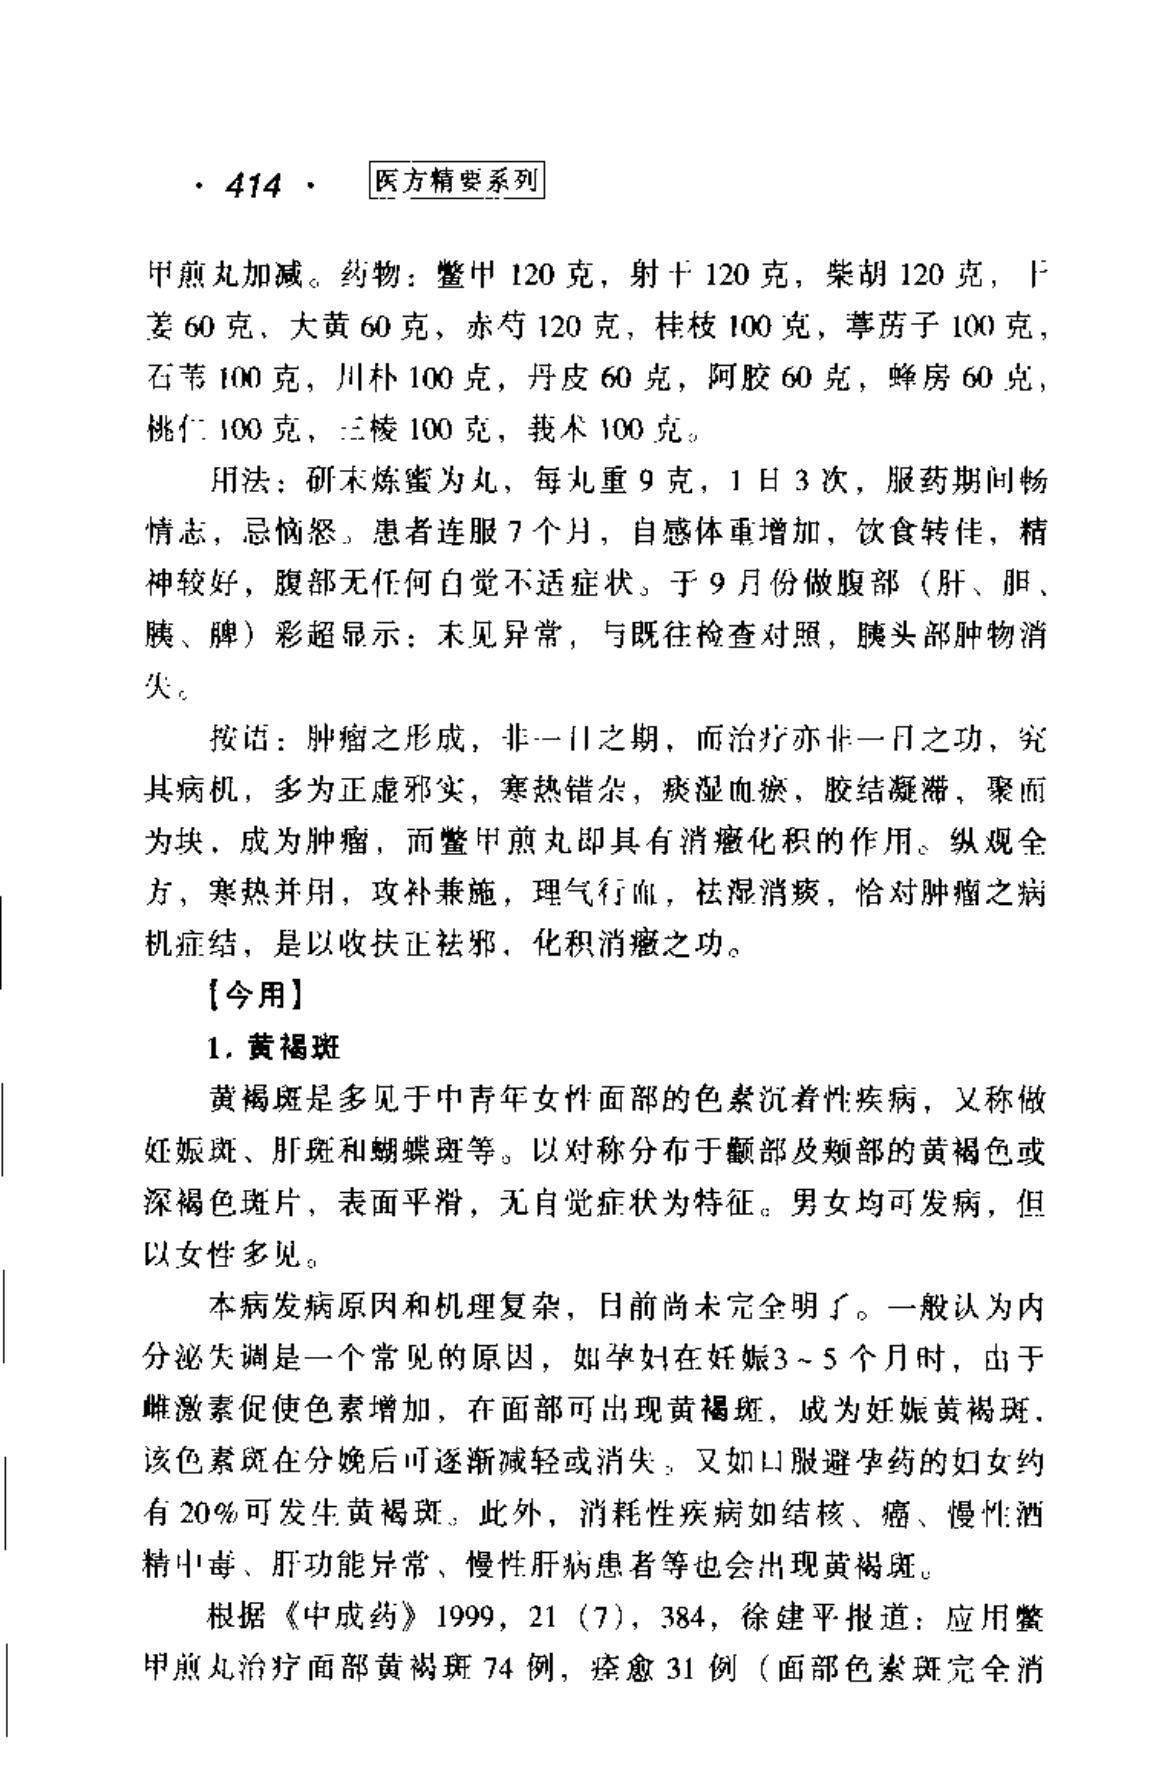 · 414 · 医方精要系列
甲煎丸加减。药物：鳖甲 120 克，射干 120 克，柴胡 120 克，干
姜 60 克、大黄 60 克，赤芍 120 克，桂枝 100 克，葶苈子 100 克，
石苇 100 克，川朴 100 克，丹皮 60 克，阿胶 60 克，蜂房 60 克，
桃仁 100 克，三棱 100 克，莪术 100 克。
用法：研末炼蜜为丸，每丸重 9 克，1 日 3 次，服药期间畅
情志，忌恼怒。患者连服 7 个月，自感体重增加，饮食转佳，精
神较好，腹部无任何自觉不适症状。于 9 月份做腹部（肝、胆、
胰、脾）彩超显示：未见异常，与既往检查对照，胰头部肿物消
失。
按语：肿瘤之形成，非一日之期，而治疗亦非一日之功，究
其病机，多为正虚邪实，寒热错杂，痰湿血瘀，胶结凝滞，聚而
为块，成为肿瘤，而鳖甲煎丸即具有消癥化积的作用。纵观全
方，寒热并用，攻补兼施，理气行血，祛湿消痰，恰对肿瘤之病
机症结，是以收扶正祛邪，化积消癥之功。
【今用】
1. 黄褐斑
黄褐斑是多见于中青年女性面部的色素沉着性疾病，又称做
妊娠斑、肝斑和蝴蝶斑等。以对称分布于颧部及颊部的黄褐色或
深褐色斑片，表面平滑，无自觉症状为特征。男女均可发病，但
以女性多见。
本病发病原因和机理复杂，目前尚未完全明了。一般认为内
分泌失调是一个常见的原因，如孕妇在妊娠3～5 个月时，由于
雌激素促使色素增加，在面部可出现黄褐斑，成为妊娠黄褐斑，
该色素斑在分娩后可逐渐减轻或消失。又如口服避孕药的妇女约
有 20%可发生黄褐斑。此外，消耗性疾病如结核、癌、慢性酒
精中毒、肝功能异常、慢性肝病患者等也会出现黄褐斑。
根据《中成药》1999，21（7），384，徐建平报道：应用鳖
甲煎丸治疗面部黄褐斑 74 例，痊愈 31 例（面部色素斑完全消